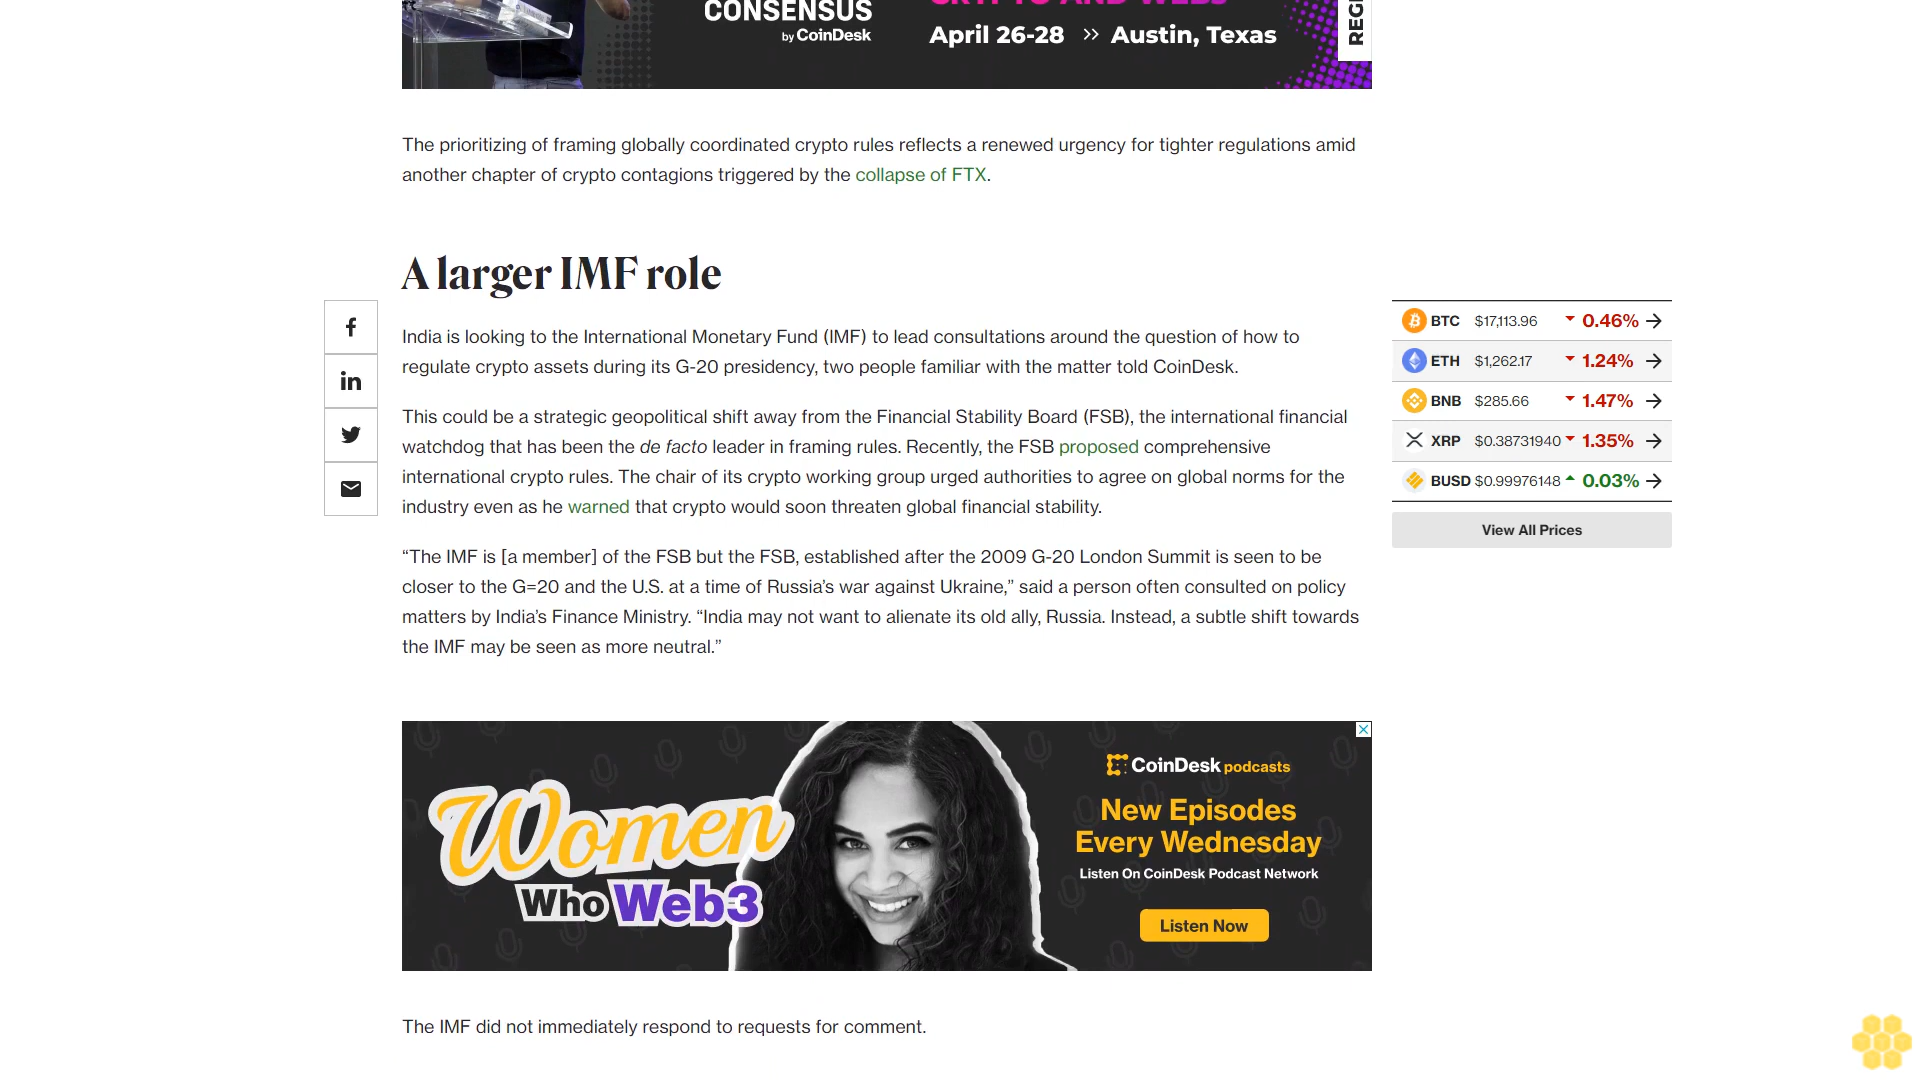 CONSENSUS
by CoinDesk
April 26-28 >> Austin, Texas
The prioritizing of framing globally coordinated crypto rules reflects a renewed urgency for tighter regulations amid
another chapter of crypto contagions triggered by the collapse of FTX.
A larger IMF role
India is looking to the International Monetary Fund (IMF) to lead consultations around the question of how to
regulate crypto assets during its G-20 presidency, two people familiar with the matter told CoinDesk.
This could be a strategic geopolitical shift away from the Financial Stability Board (FSB), the international financial
watchdog that has been the de facto leader in framing rules. Recently, the FSB proposed comprehensive
international crypto rules. The chair of its crypto working group urged authorities to agree on global norms for the
industry even as he warned that crypto would soon threaten global financial stability.
“The IMF is [a member] of the FSB but the FSB, established after the 2009 G-20 London Summit is seen to be
closer to the G=20 and the U.S. at a time of Russia’s war against Ukraine,” said a person often consulted on policy
matters by India’s Finance Ministry. “India may not want to alienate its old ally, Russia. Instead, a subtle shift towards
the IMF may be seen as more neutral.”
BTC $17,113.96 0.46%
ETH $1,262.17 1.24%
BNB $285.66 1.47%
XRP $0.38731940 1.35%
BUSD $0.99976148 0.03%
View All Prices
Women
Who Web3
CoinDesk podcasts
New Episodes
Every Wednesday
Listen On CoinDesk Podcast Network
Listen Now
The IMF did not immediately respond to requests for comment.